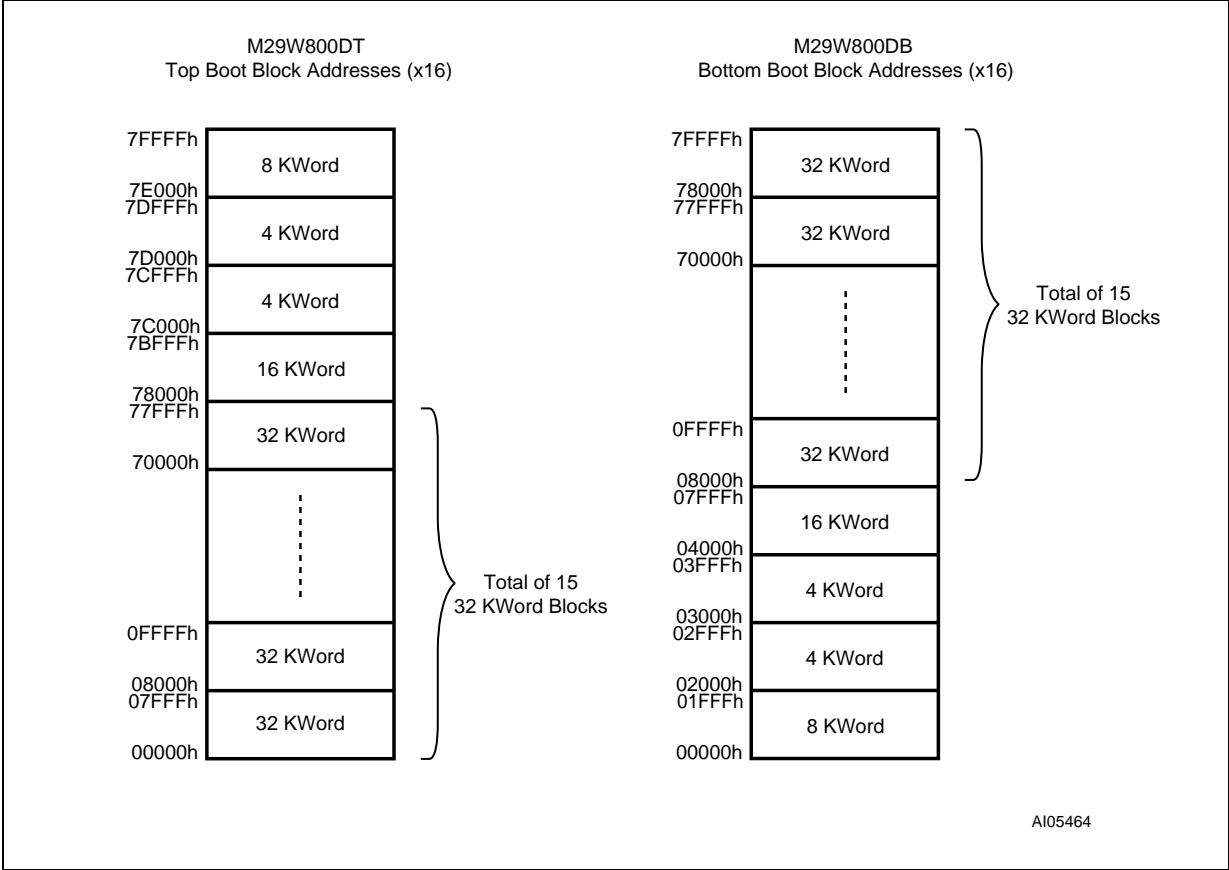 M29W800DT
Top Boot Block Addresses (x16)
7FFFFh
8 KWord
7E000h
7DFFFh
4 KWord
7D000h
7CFFFh
4 KWord
7C000h
7BFFFh
16 KWord
78000h
77FFFh
32 KWord
70000h
Total of 15
32 KWord Blocks
0FFFFh
32 KWord
08000h
07FFFh
32 KWord
00000h
M29W800DB
Bottom Boot Block Addresses (x16)
7FFFFh
32 KWord
78000h
77FFFh
32 KWord
70000h
Total of 15
32 KWord Blocks
0FFFFh
32 KWord
08000h
07FFFh
16 KWord
04000h
03FFFh
4 KWord
03000h
02FFFh
4 KWord
02000h
01FFFh
8 KWord
00000h
AI05464